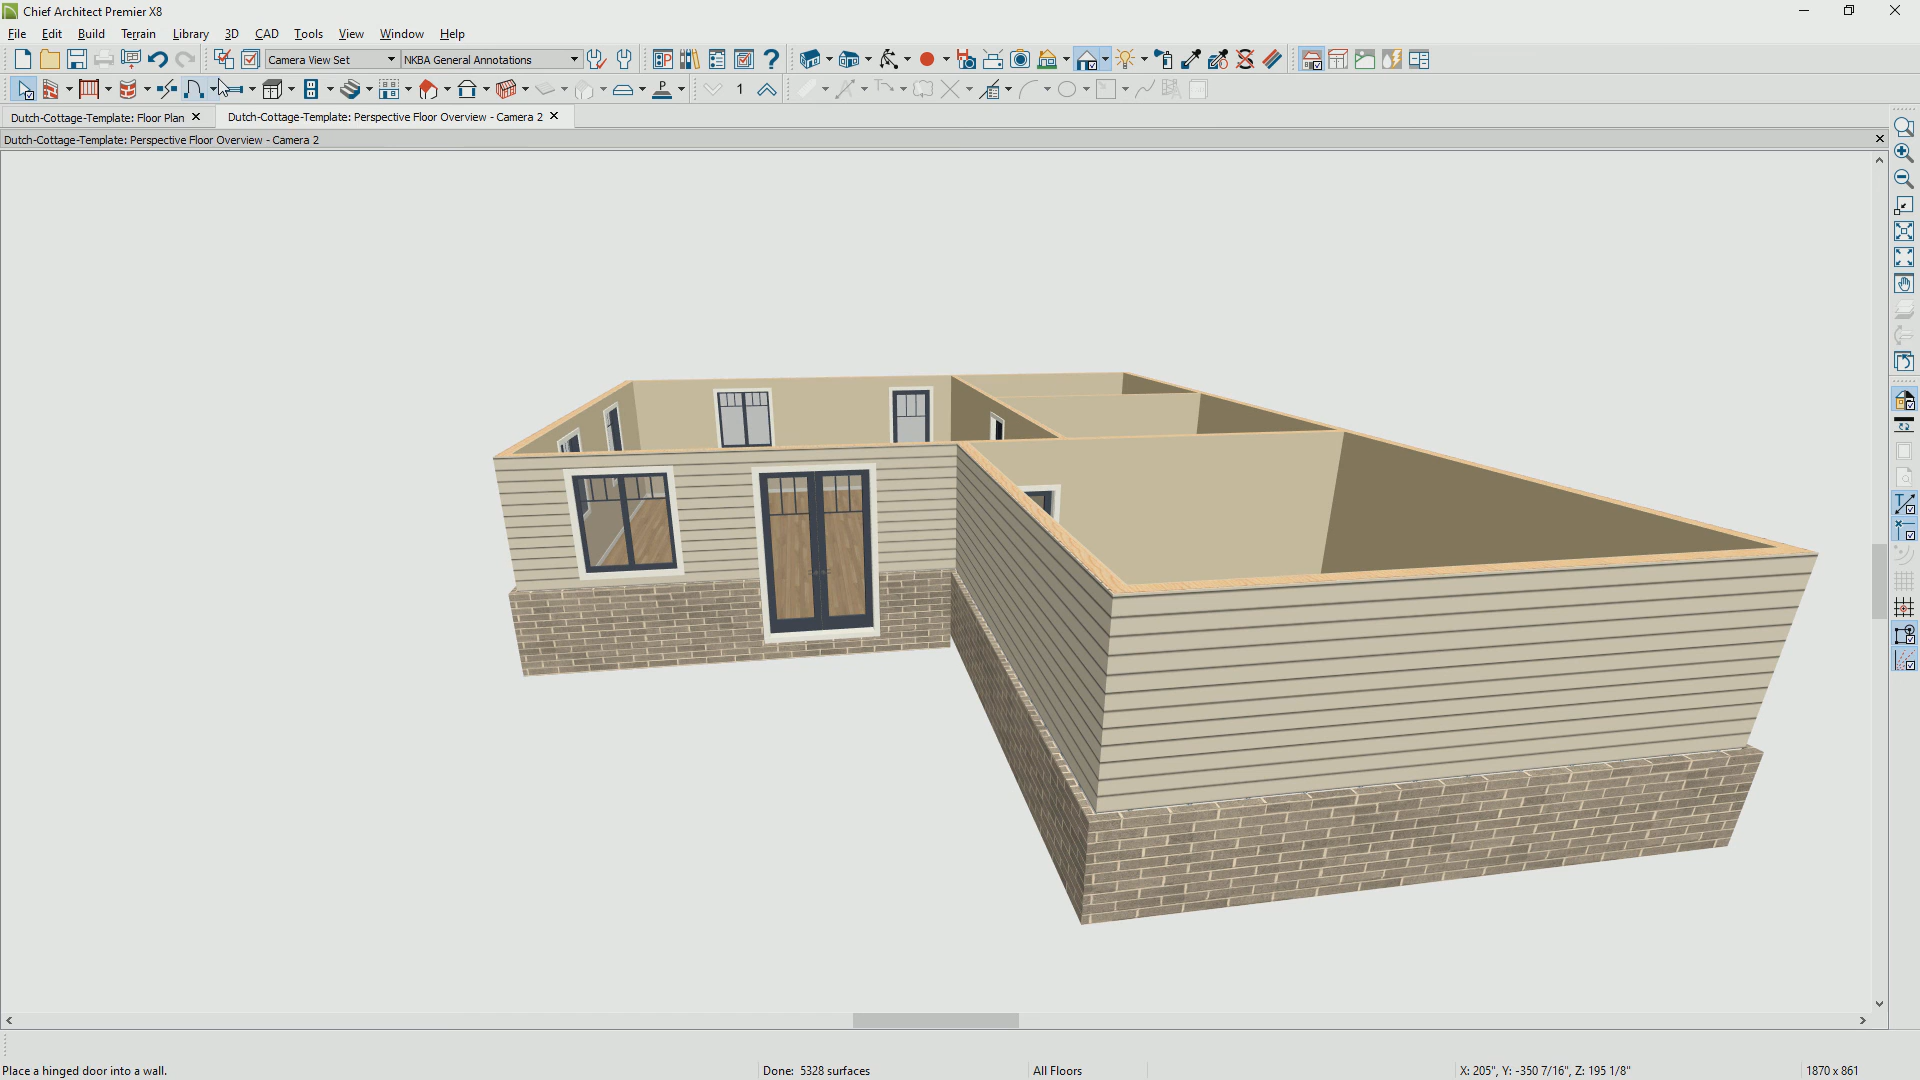 Chief Architect Premier X8
File Edit Build Terrain Library 3D CAD Tools View Window Help
Camera View Set NKBA General Annotations
1 P
Dutch-Cottage-Template: Floor Plan Dutch-Cottage-Template: Perspective Floor Overview - Camera 2
Dutch-Cottage-Template: Perspective Floor Overview - Camera 2
Place a hinged door into a wall. Done: 5328 surfaces All Floors X: 205", Y: -350 7/16", Z: 195 1/8" 1870 x 861